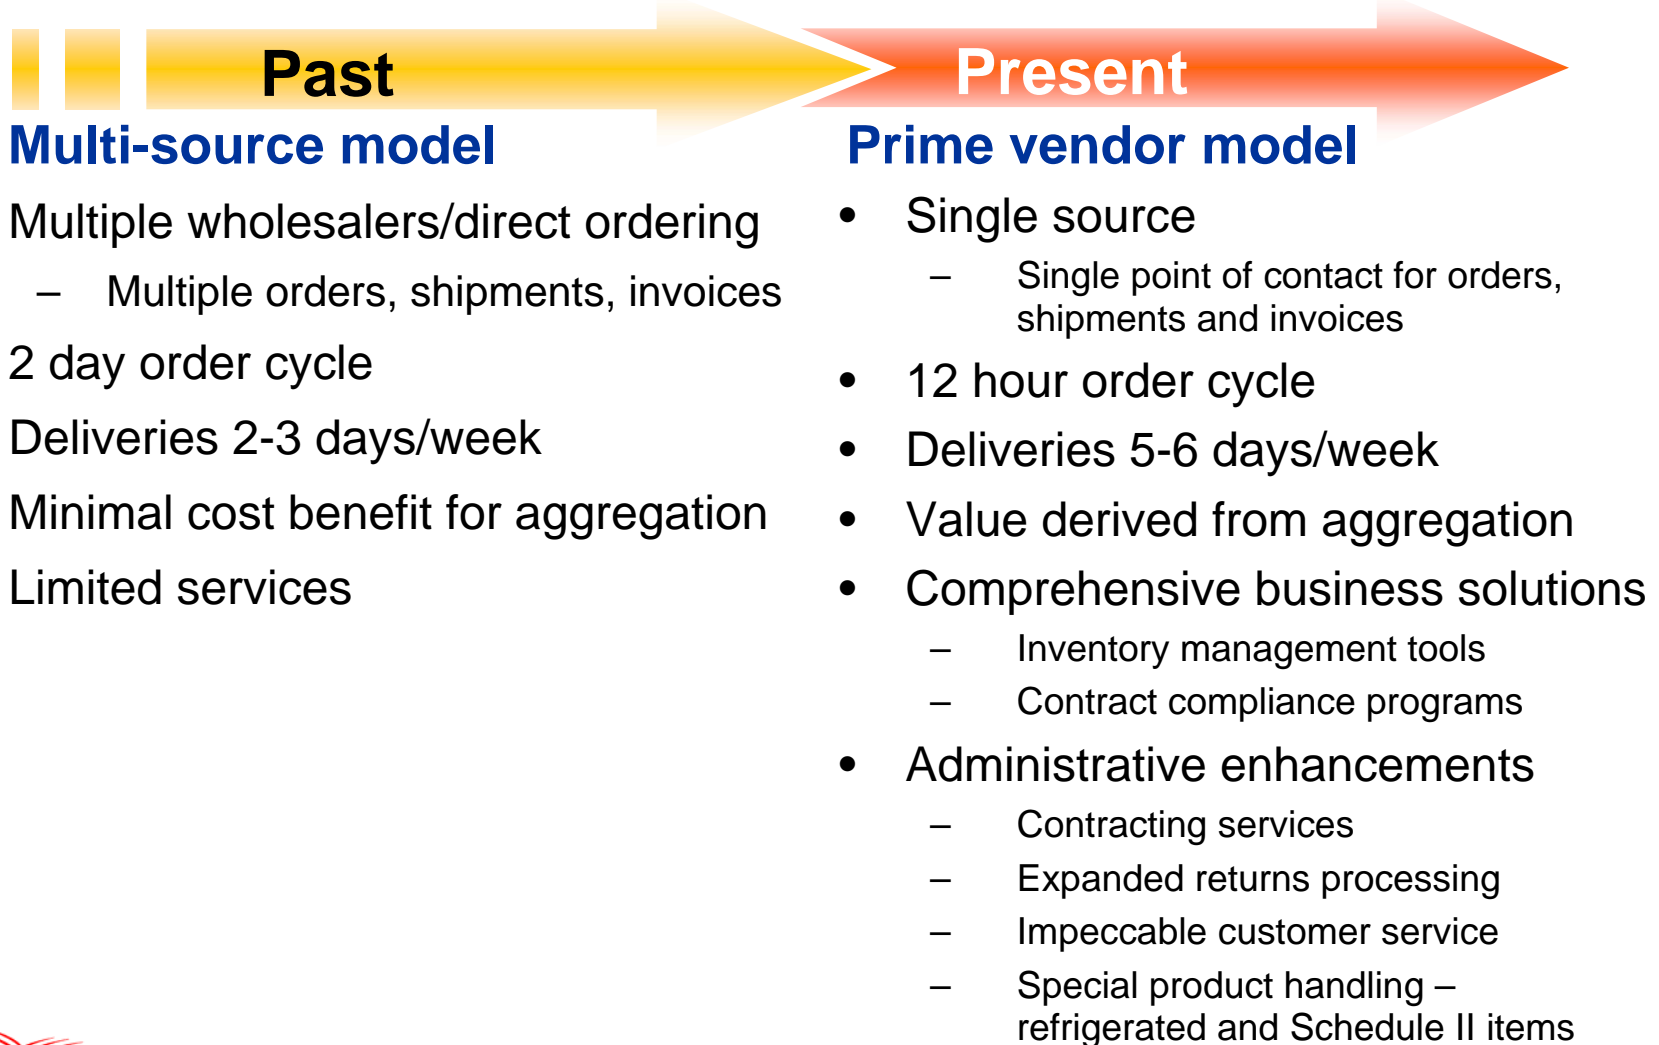 Past
Multi-source model
Multiple wholesalers/direct ordering
– Multiple orders, shipments, invoices
2 day order cycle
Deliveries 2-3 days/week
Minimal cost benefit for aggregation
Limited services
Present
Prime vendor model
• Single source
– Single point of contact for orders,
shipments and invoices
• 12 hour order cycle
• Deliveries 5-6 days/week
• Value derived from aggregation
• Comprehensive business solutions
– Inventory management tools
– Contract compliance programs
• Administrative enhancements
– Contracting services
– Expanded returns processing
– Impeccable customer service
– Special product handling –
refrigerated and Schedule II items